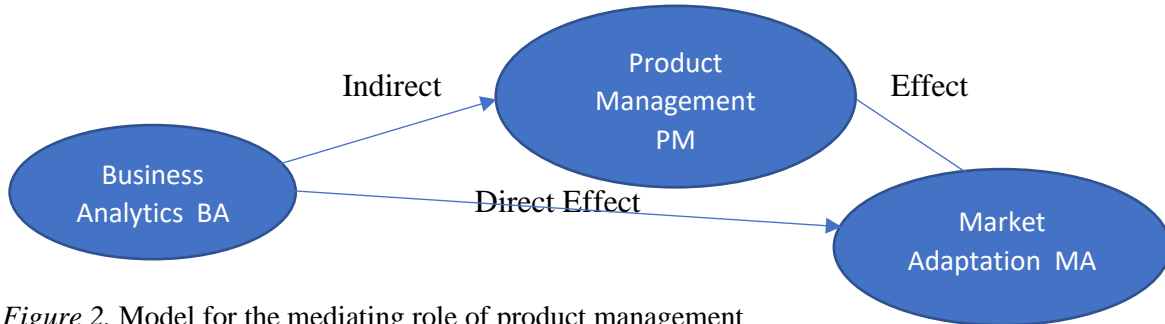 Indirect
Product
Management
PM
Effect
Business
Analytics BA
Direct Effect
Market
Adaptation MA
Figure 2. Model for the mediating role of product management